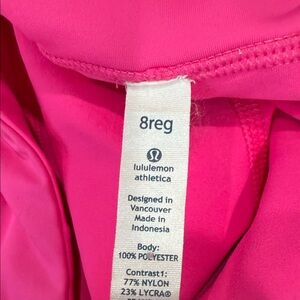 8reg
lululemon
athletica
Designed in
Vancouver
Made in
Indonesia
Body:
100% POLYESTER
Contrast1:
77% NYLON
23% LYCRA®